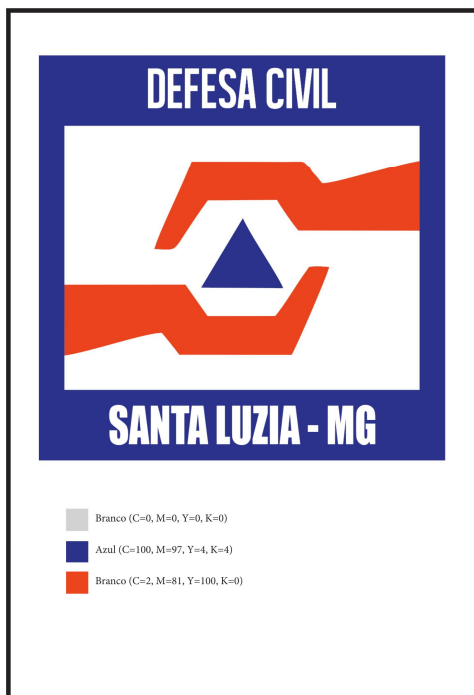 DEFESA CIVIL
SANTA LUZIA - MG
Branco (C=0, M=0, Y=0, K=0)
Azul (C=100, M=97, Y=4, K=4)
Branco (C=2, M=81, Y=100, K=0)